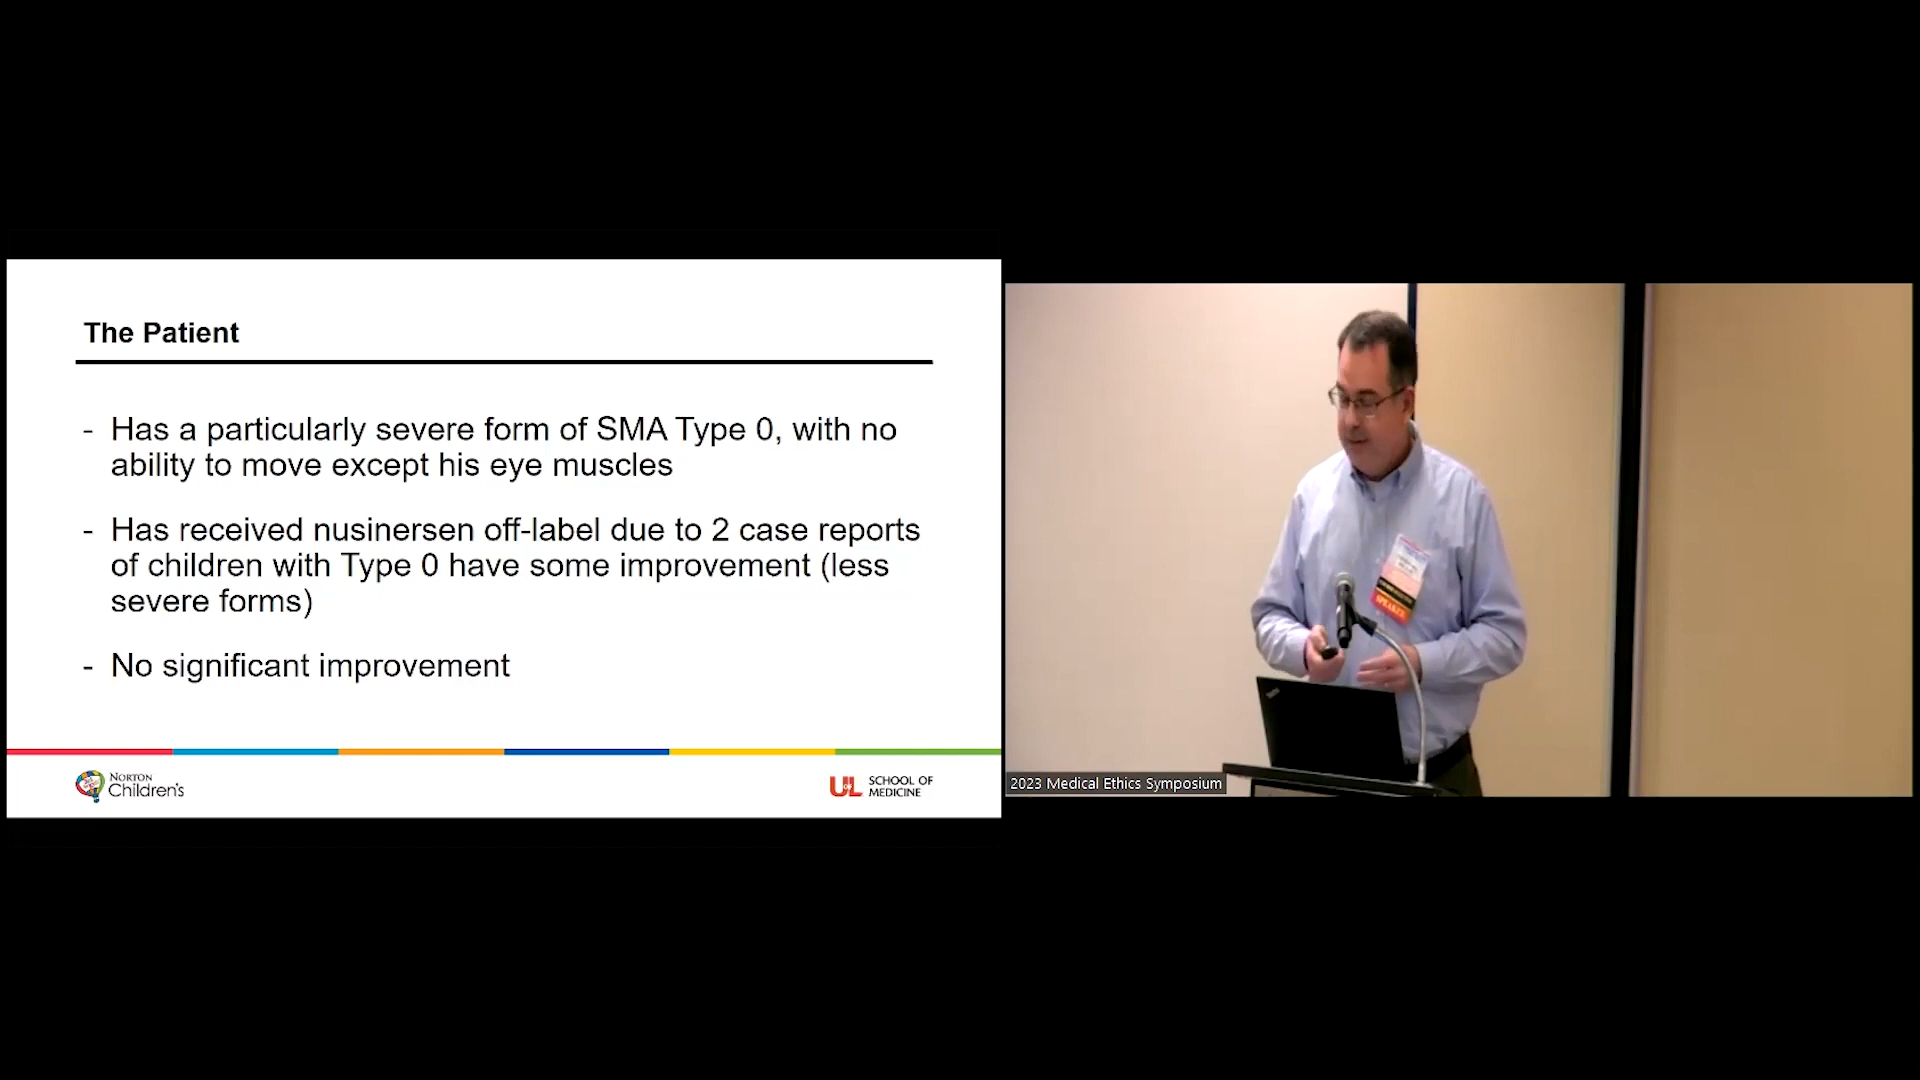 The Patient
- Has a particularly severe form of SMA Type 0, with no
ability to move except his eye muscles
- Has received nusinersen off-label due to 2 case reports
of children with Type 0 have some improvement (less
severe forms)
- No significant improvement
NORTON
Children's
UofL
SCHOOL OF
MEDICINE
SPEAKER
2023 Medical Ethics Symposium